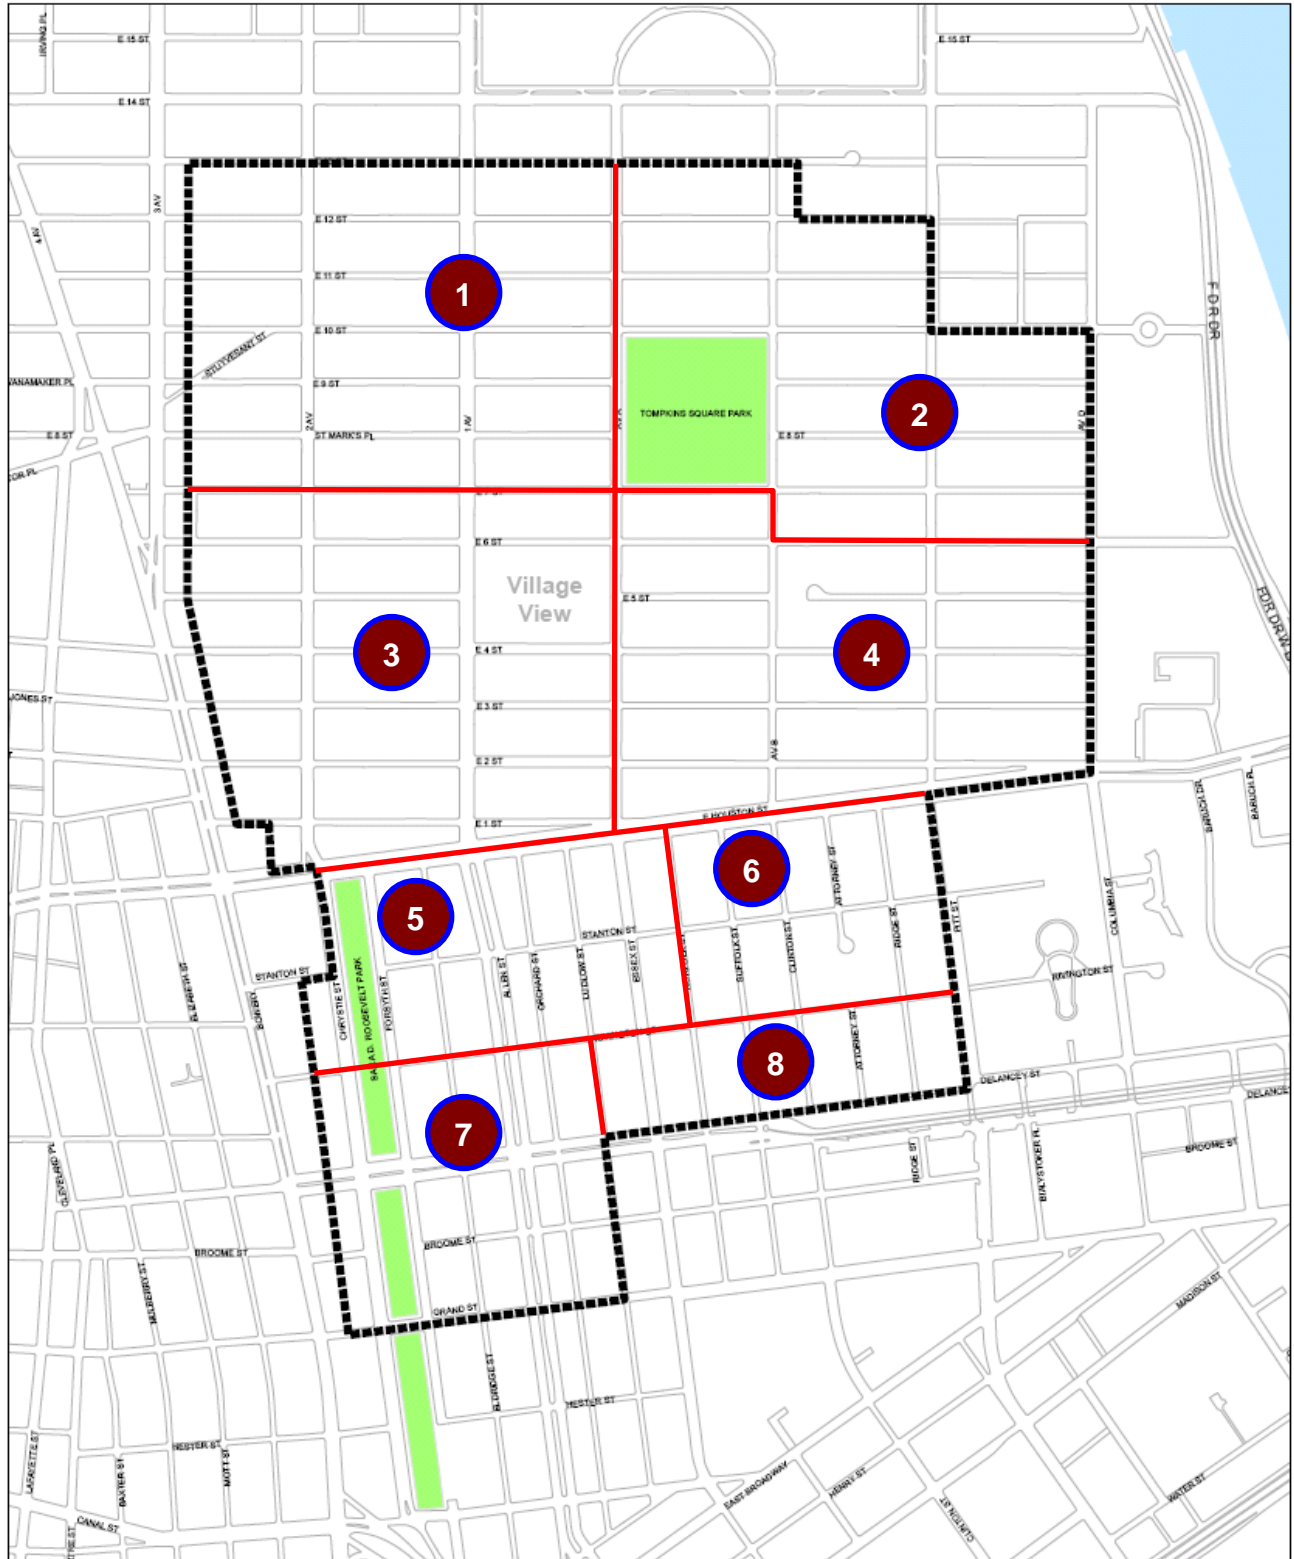 IRVING PL
E 15 ST
E 15 ST
E 14 ST
3 AV
4 AV
E 12 ST
E 11 ST
1
E 10 ST
STUYVESANT ST
F D R DR
E 9 ST
2 AV
1 AV
TOMPKINS SQUARE PARK
2
AV D
ST MARK'S PL
E 8 ST
E 8 ST
E 6 ST
Village
View
E 5 ST
3
4
E 4 ST
JONES ST
E 3 ST
AV B
E 2 ST
E HOUSTON ST
E 1 ST
BARUCH DR
BARUCH PL
6
5
ATTORNEY ST
STANTON ST
RIDGE ST
PITT ST
COLUMBIA ST
SUFFOLK ST
CLINTON ST
ESSEX ST
LUDLOW ST
ORCHARD ST
ALLEN ST
STANTON ST
RIVINGTON ST
ELIZABETH ST
BOWERY
CHRYSTIE ST
FORSYTH ST
ATTORNEY ST
8
DELANCEY ST
7
CLEVELAND PL
RIDGE ST
BIALYSTOKER PL
BROOME ST
BROOME ST
BROOME ST
MULBERRY ST
GRAND ST
MADISON ST
ELDRIDGE ST
HESTER ST
HESTER ST
LAFAYETTE ST
BAXTER ST
MOTT ST
EAST BROADWAY
HENRY ST
WATER ST
CLINTON ST
CANAL ST